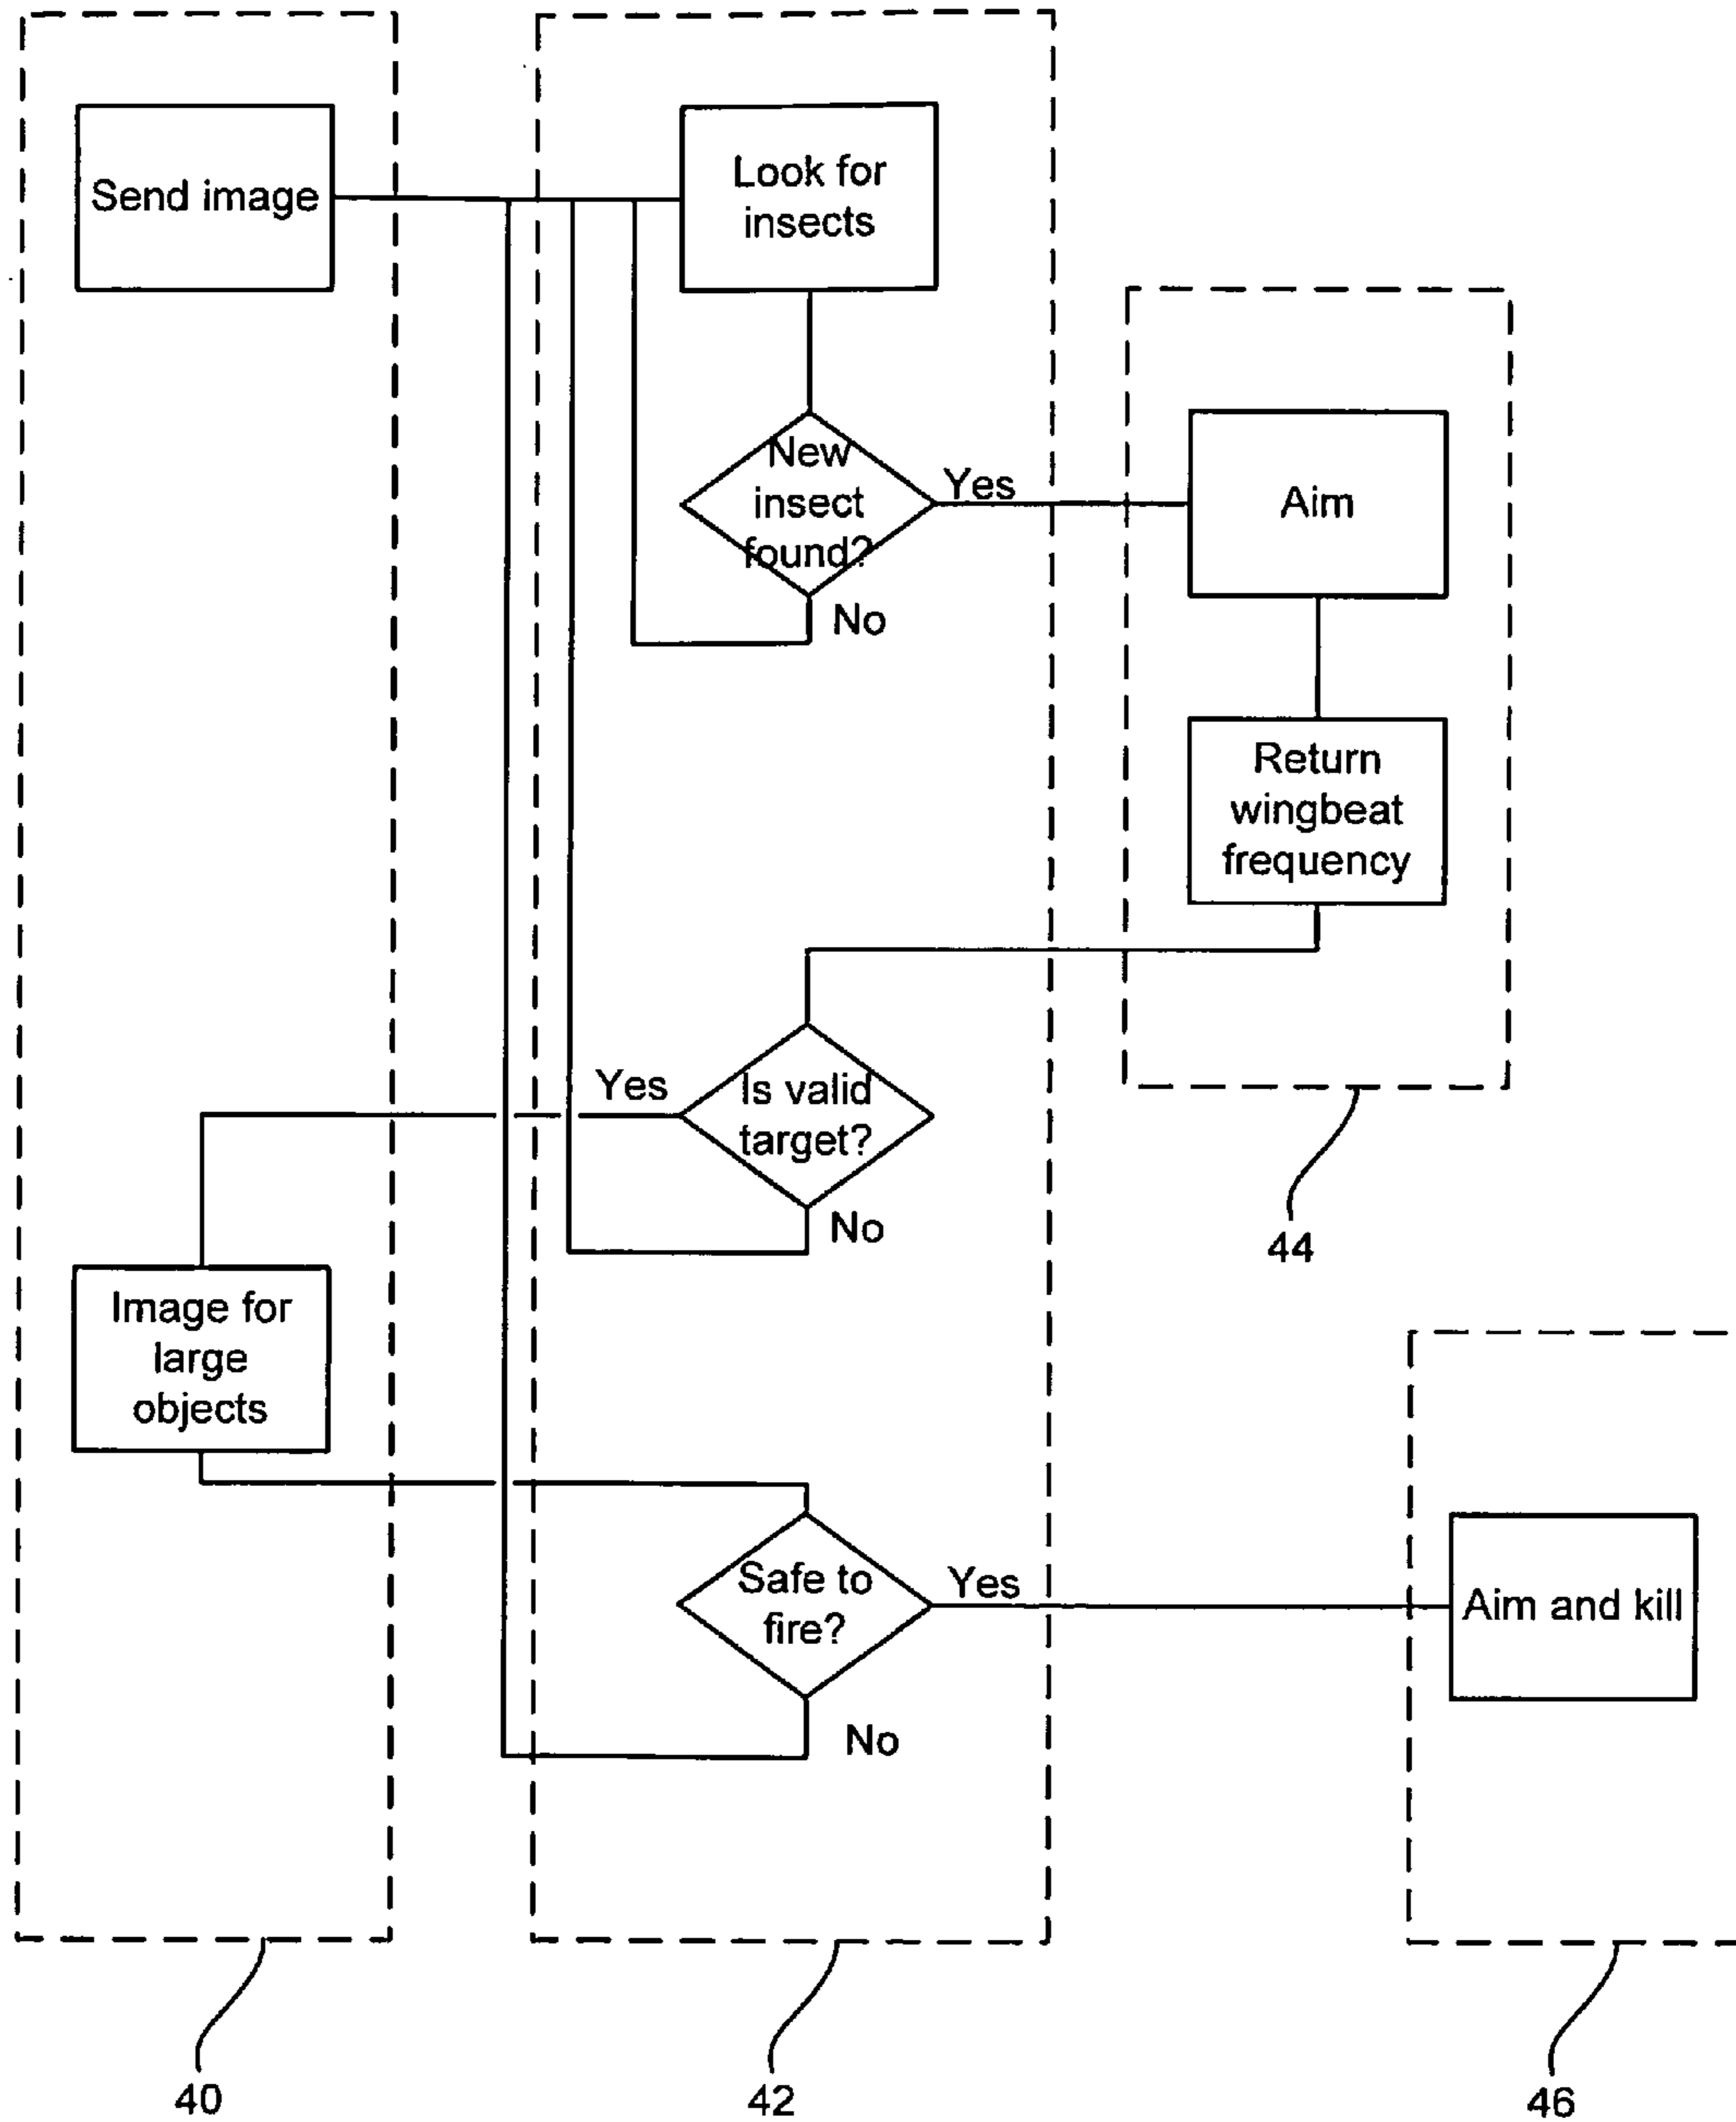 Send image
Look for
insects
New
insect
found?
Yes
No
Aim
Return
wingbeat
frequency
Is valid
target?
Yes
No
44
Image for
large
objects
Safe to
fire?
Yes
No
Aim and kill
40
42
46